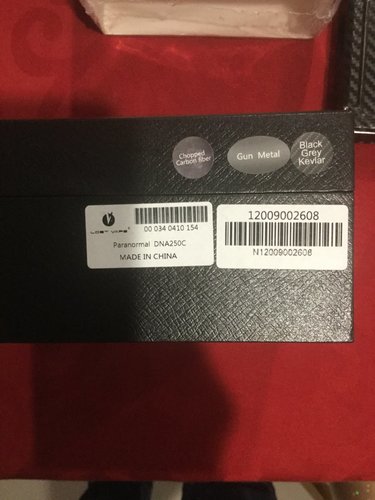 Chopped
Carbon fiber
Gun Metal
Black
Grey
Kevlar
LOST VAPE
00 034 0410 154
Paranormal DNA250C
MADE IN CHINA
12009002608
N12009002608